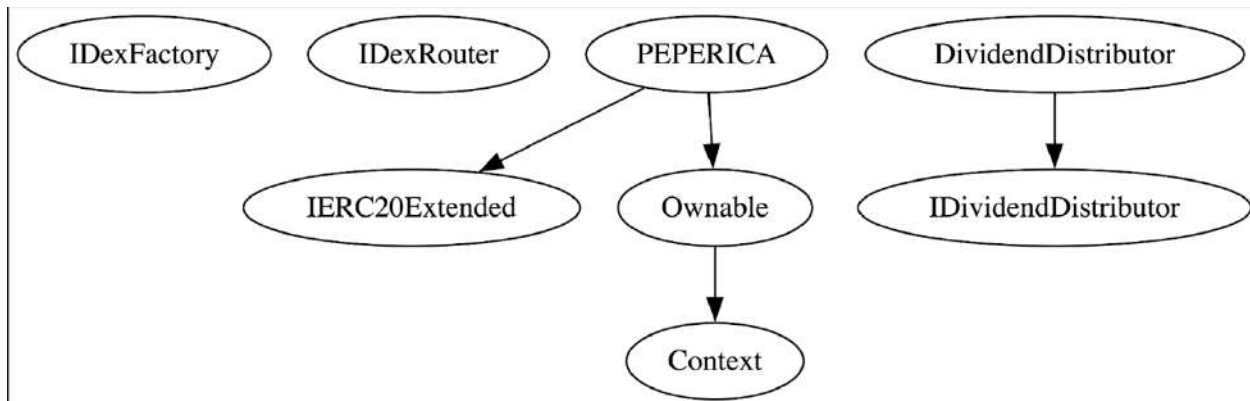 IDexFactory
IDexRouter
PEPERICA
DividendDistributor
IERC20Extended
Ownable
IDividendDistributor
Context